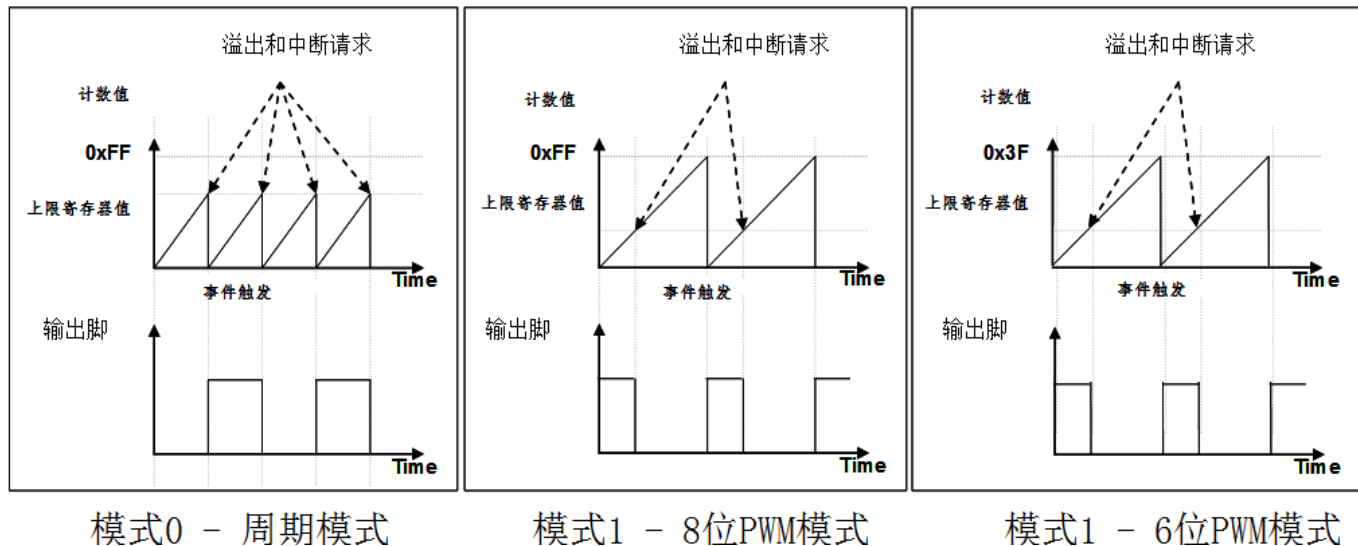 溢出和中断请求
计数值
0xFF
上限寄存器值
Time
事件触发
输出脚
Time
模式0 - 周期模式
溢出和中断请求
计数值
0xFF
上限寄存器值
Time
事件触发
输出脚
Time
模式1 - 8位PWM模式
溢出和中断请求
计数值
0x3F
上限寄存器值
Time
事件触发
输出脚
Time
模式1 - 6位PWM模式